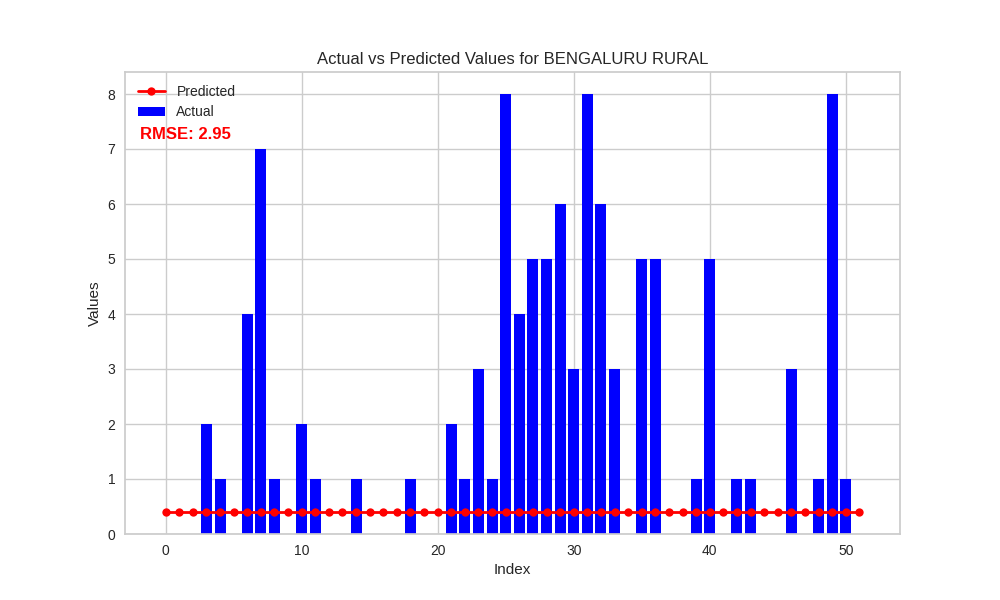 Actual vs Predicted Values for BENGALURU RURAL
Predicted
Actual
RMSE: 2.95
8
7
6
5
4
3
2
1
0
Values
0 10 20 30 40 50
Index